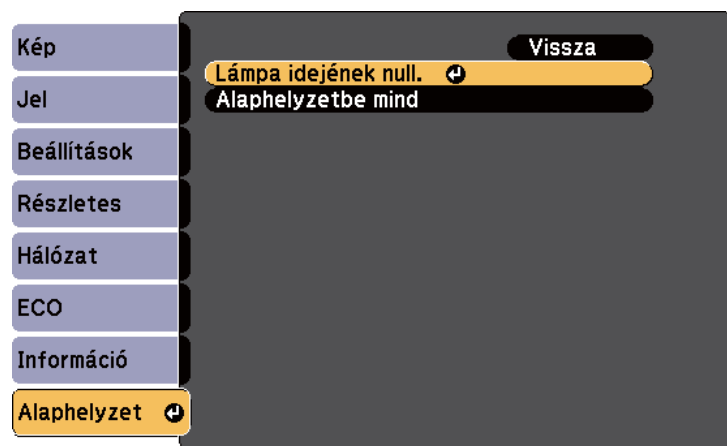 Kép
Jel
Beállítások
Részletes
Hálózat
ECO
Információ
Alaphelyzet
Vissza
Lámpa idejének null.
Alaphelyzetbe mind